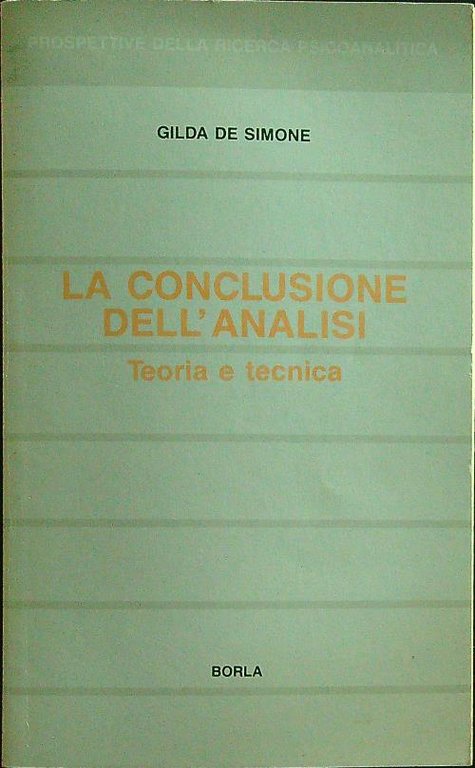 PROSPETTIVE DELLA RICERCA PSICOANALITICA
GILDA DE SIMONE
LA CONCLUSIONE
DELL'ANALISI
Teoria e tecnica
BORLA